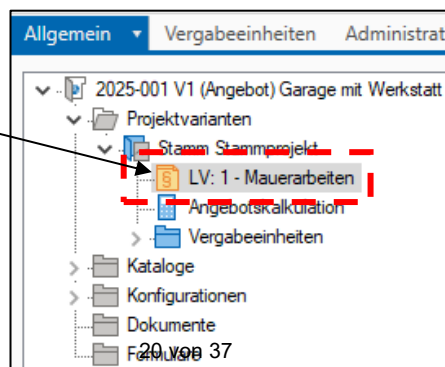 Allgemein ▾ Vergabeeinheiten Administrat
2025-001 V1 (Angebot) Garage mit Werkstatt
Projektvarianten
Stamm Stammprojekt
LV: 1 - Mauerarbeiten
Angebotskalkulation
Vergabeeinheiten
Kataloge
Konfigurationen
Dokumente
Formulare
20 von 37